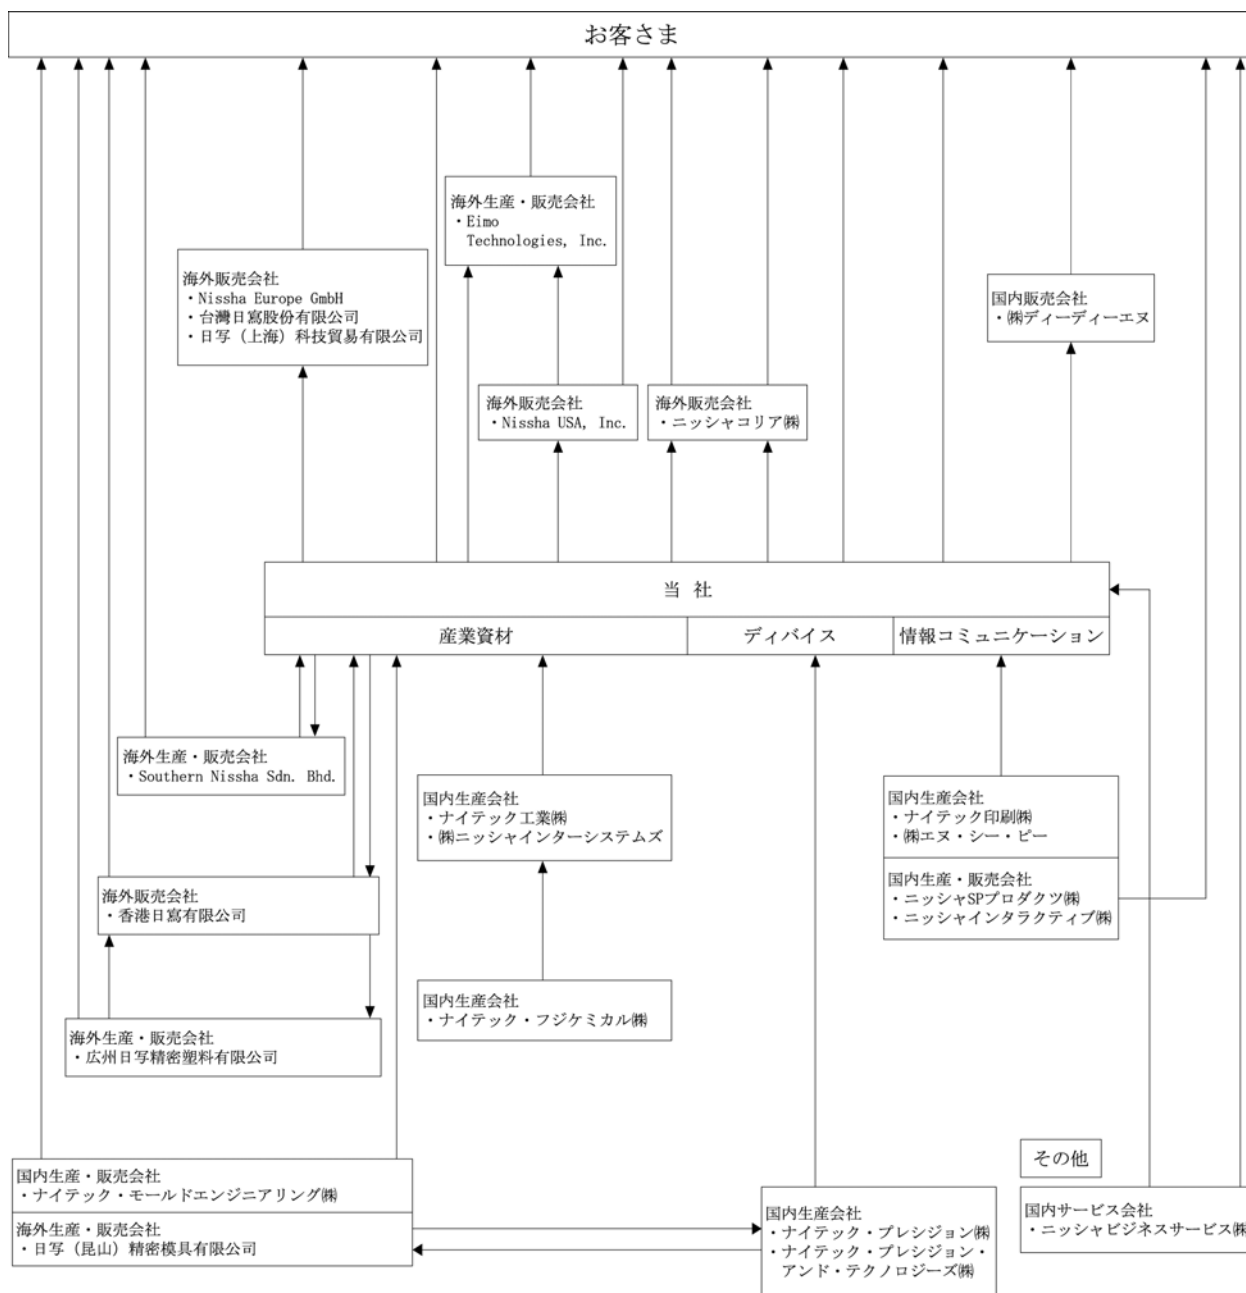 お客さま
海外生産・販売会社
・Eimo
Technologies, Inc.
海外販売会社
・Nissha Europe GmbH
・台灣日寫股份有限公司
・日写（上海）科技貿易有限公司
国内販売会社
・㈱ディーディーエヌ
海外販売会社
・Nissha USA, Inc.
海外販売会社
・ニッシャコリア㈱
当 社
産業資材
ディバイス
情報コミュニケーション
海外生産・販売会社
・Southern Nissha Sdn. Bhd.
国内生産会社
・ナイテック工業㈱
・㈱ニッシャインターシステムズ
国内生産会社
・ナイテック印刷㈱
・㈱エヌ・シー・ピー
国内生産・販売会社
・ニッシャSPプロダクツ㈱
・ニッシャインタラクティブ㈱
海外販売会社
・香港日寫有限公司
国内生産会社
・ナイテック・フジケミカル㈱
海外生産・販売会社
・広州日写精密塑料有限公司
その他
国内生産・販売会社
・ナイテック・モールドエンジニアリング㈱
海外生産・販売会社
・日写（昆山）精密模具有限公司
国内生産会社
・ナイテック・プレシジョン㈱
・ナイテック・プレシジョン・
アンド・テクノロジーズ㈱
国内サービス会社
・ニッシャビジネスサービス㈱